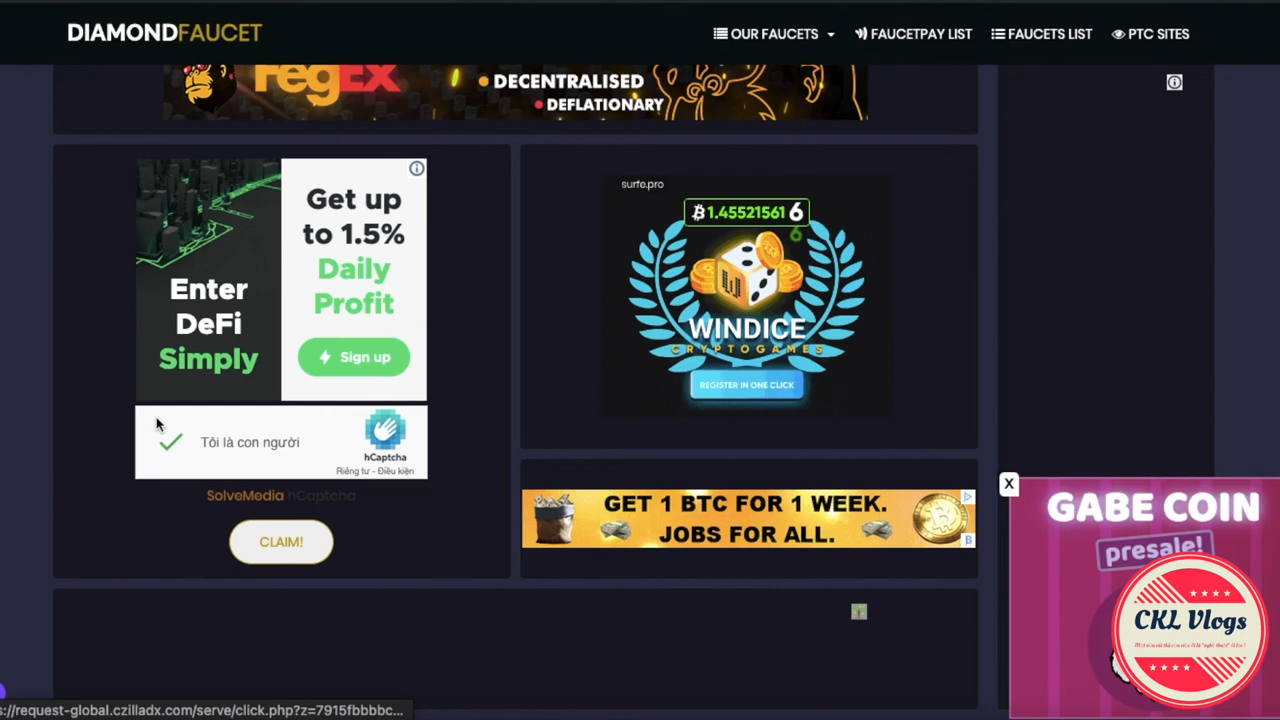 DIAMONDFAUCET
OUR FAUCETS
FAUCETPAY LIST
FAUCETS LIST
PTC SITES
regEX
DECENTRALISED
DEFLATIONARY
Enter
DeFi
Simply
Get up
to 1.5%
Daily
Profit
Sign up
surfe.pro
1.45521561 6
6
WINDICE
CRYPTOGAMES
REGISTER IN ONE CLICK
Tôi là con người
hCaptcha
Riêng tư - Điều kiện
SolveMedia hCaptcha
CLAIM!
GET 1 BTC FOR 1 WEEK.
JOBS FOR ALL.
X
GABE COIN
presale!
CKL Vlogs
s://request-global.czilladx.com/serve/click.php?z=7915fbbbbc...